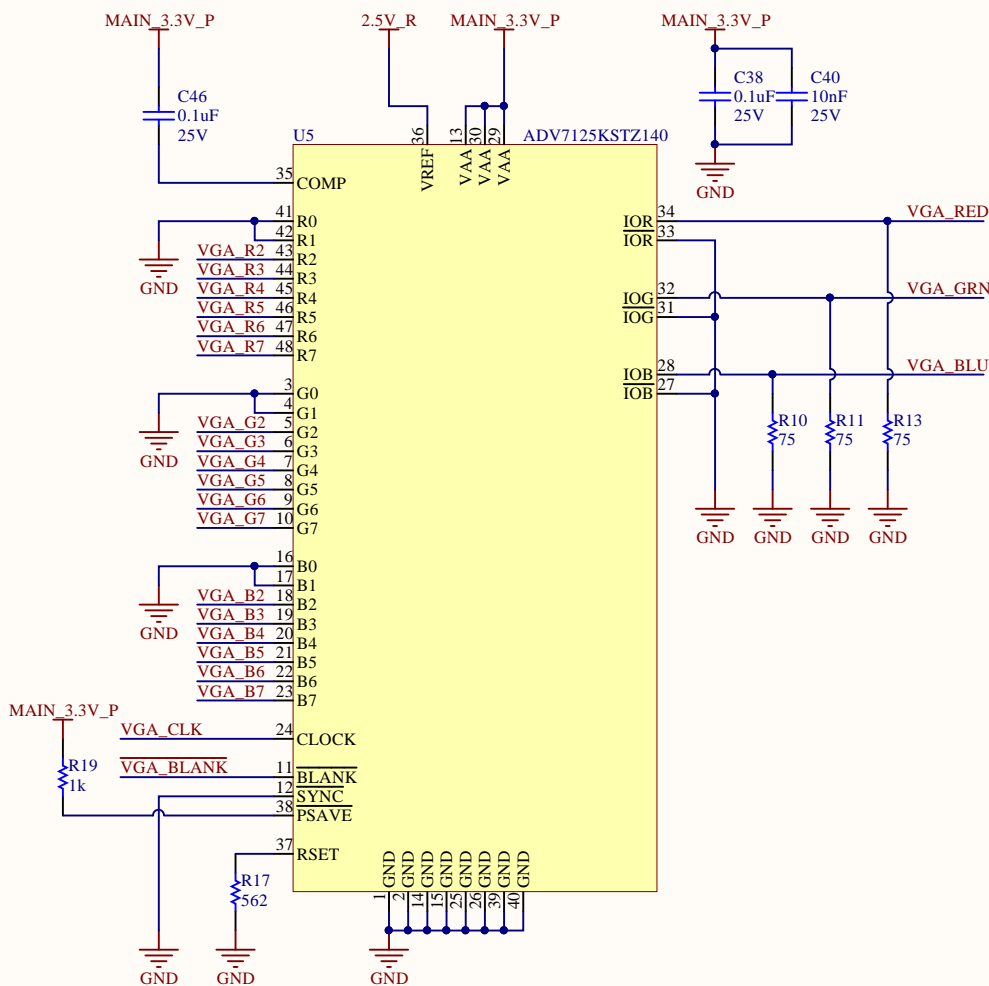 MAIN_3.3V_P
2.5V_R
MAIN_3.3V_P
MAIN_3.3V_P
C46
0.1uF
25V
C38
0.1uF
25V
C40
10nF
25V
U5
ADV7125KSTZ140
36
VREF
13
VAA
30
VAA
29
VAA
GND
35
COMP
41
R0
42
R1
VGA_R2
43
R2
VGA_R3
44
R3
VGA_R4
45
R4
VGA_R5
46
R5
VGA_R6
47
R6
VGA_R7
48
R7
GND
3
G0
4
G1
VGA_G2
5
G2
VGA_G3
6
G3
VGA_G4
7
G4
VGA_G5
8
G5
VGA_G6
9
G6
VGA_G7
10
G7
GND
16
B0
17
B1
VGA_B2
18
B2
VGA_B3
19
B3
VGA_B4
20
B4
VGA_B5
21
B5
VGA_B6
22
B6
VGA_B7
23
B7
GND
MAIN_3.3V_P
R19
1k
VGA_CLK
24
CLOCK
VGA_BLANK
11
BLANK
12
SYNC
38
PSAVE
37
RSET
R17
562
GND
GND
IOR
34
VGA_RED
IOR
33
IOG
32
VGA_GRN
IOG
31
IOB
28
VGA_BLU
IOB
27
R10
75
R11
75
R13
75
GND
GND
GND
GND
GND
1
GND
2
GND
14
GND
15
GND
25
GND
26
GND
39
GND
40
GND